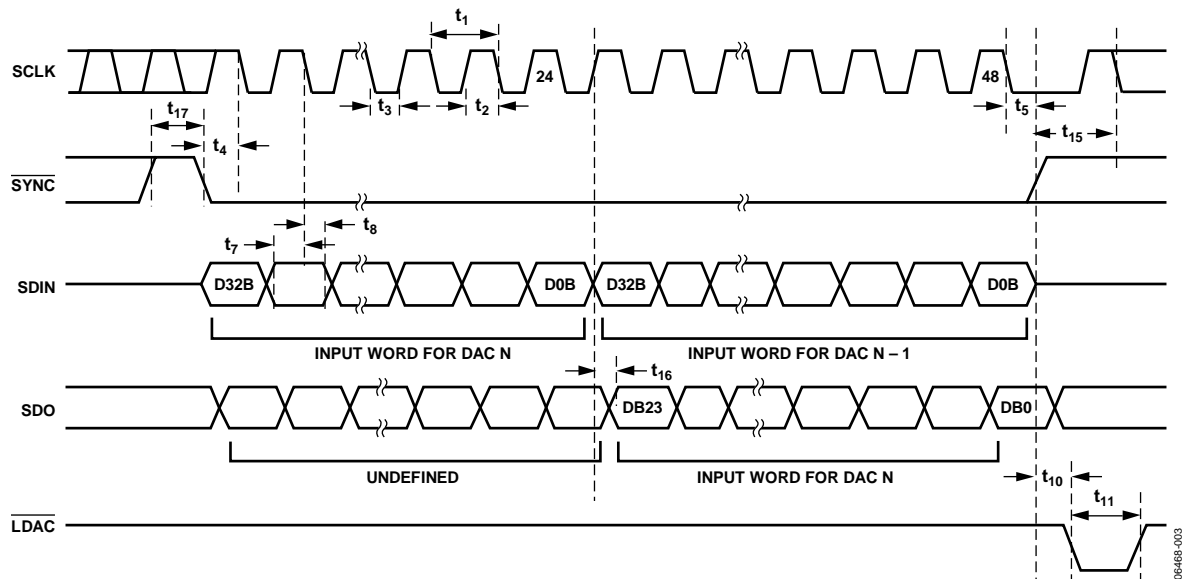 t1
SCLK
24
48
t3
t2
t5
t17
t4
t15
SYNC
t8
t7
SDIN
D32B
D0B
D32B
D0B
INPUT WORD FOR DAC N
INPUT WORD FOR DAC N – 1
t16
SDO
DB23
DB0
UNDEFINED
INPUT WORD FOR DAC N
t10
t11
LDAC
06468-003